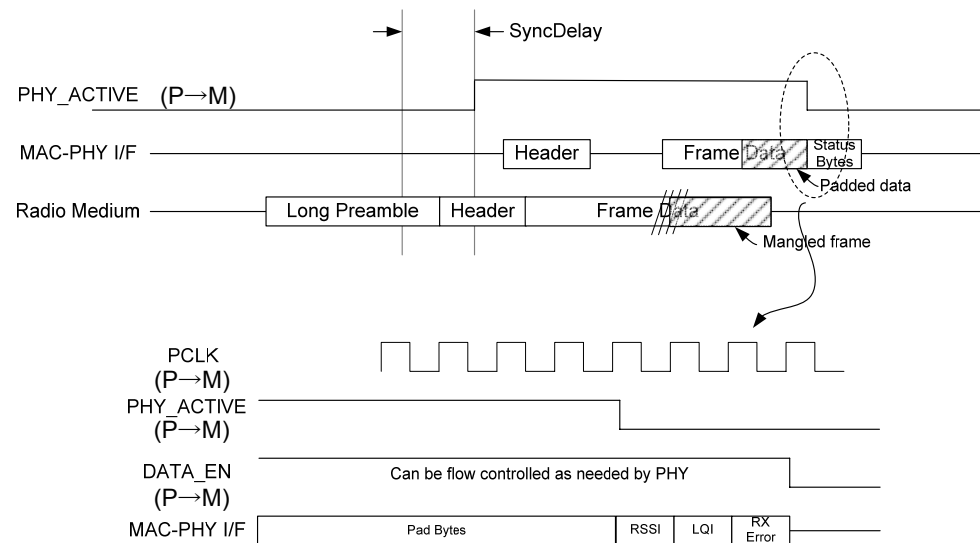 SyncDelay
PHY_ACTIVE (P→M)
MAC-PHY I/F
Header
Frame Data
Status
Bytes
Padded data
Radio Medium
Long Preamble
Header
Frame Data
Mangled frame
PCLK
(P→M)
PHY_ACTIVE
(P→M)
DATA_EN
(P→M)
Can be flow controlled as needed by PHY
MAC-PHY I/F
Pad Bytes
RSSI
LQI
RX
Error